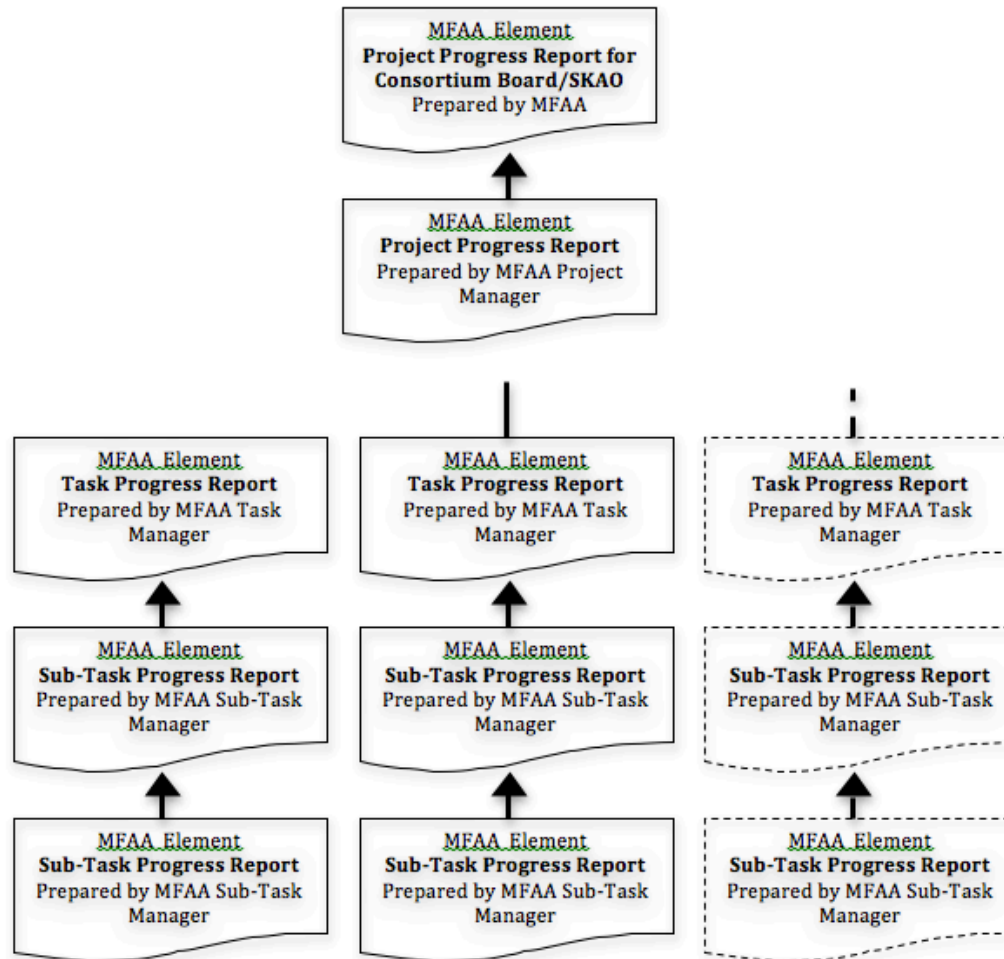 MFAA Element
Project Progress Report for
Consortium Board/SKAO
Prepared by MFAA
MFAA Element
Project Progress Report
Prepared by MFAA Project
Manager
MFAA Element
Task Progress Report
Prepared by MFAA Task
Manager
MFAA Element
Task Progress Report
Prepared by MFAA Task
Manager
MFAA Element
Task Progress Report
Prepared by MFAA Task
Manager
MFAA Element
Sub-Task Progress Report
Prepared by MFAA Sub-Task
Manager
MFAA Element
Sub-Task Progress Report
Prepared by MFAA Sub-Task
Manager
MFAA Element
Sub-Task Progress Report
Prepared by MFAA Sub-Task
Manager
MFAA Element
Sub-Task Progress Report
Prepared by MFAA Sub-Task
Manager
MFAA Element
Sub-Task Progress Report
Prepared by MFAA Sub-Task
Manager
MFAA Element
Sub-Task Progress Report
Prepared by MFAA Sub-Task
Manager